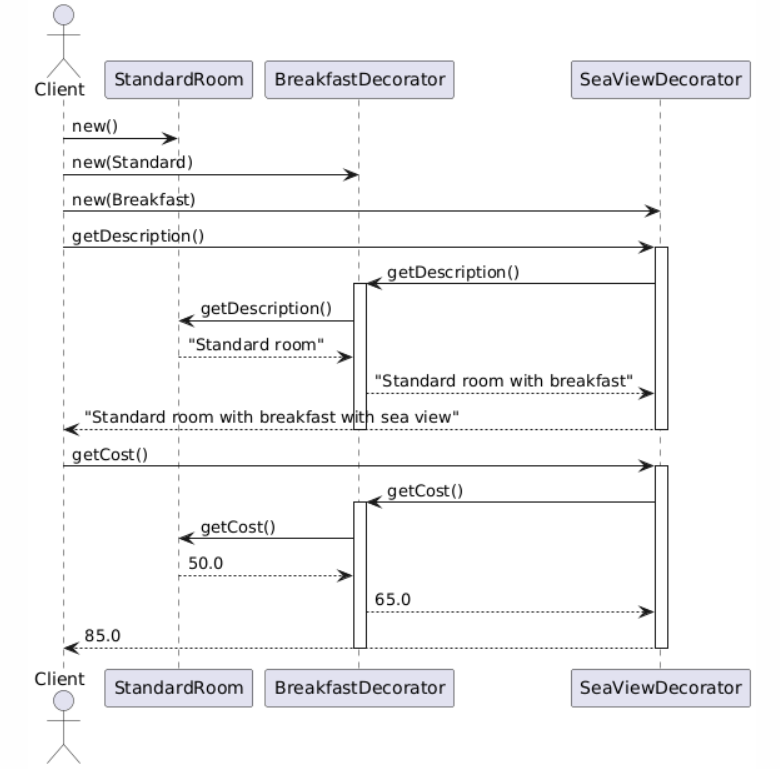 Client
StandardRoom
BreakfastDecorator
SeaViewDecorator
new()
new(Standard)
new(Breakfast)
getDescription()
getDescription()
getDescription()
"Standard room"
"Standard room with breakfast"
"Standard room with breakfast with sea view"
getCost()
getCost()
getCost()
50.0
65.0
85.0
Client
StandardRoom
BreakfastDecorator
SeaViewDecorator